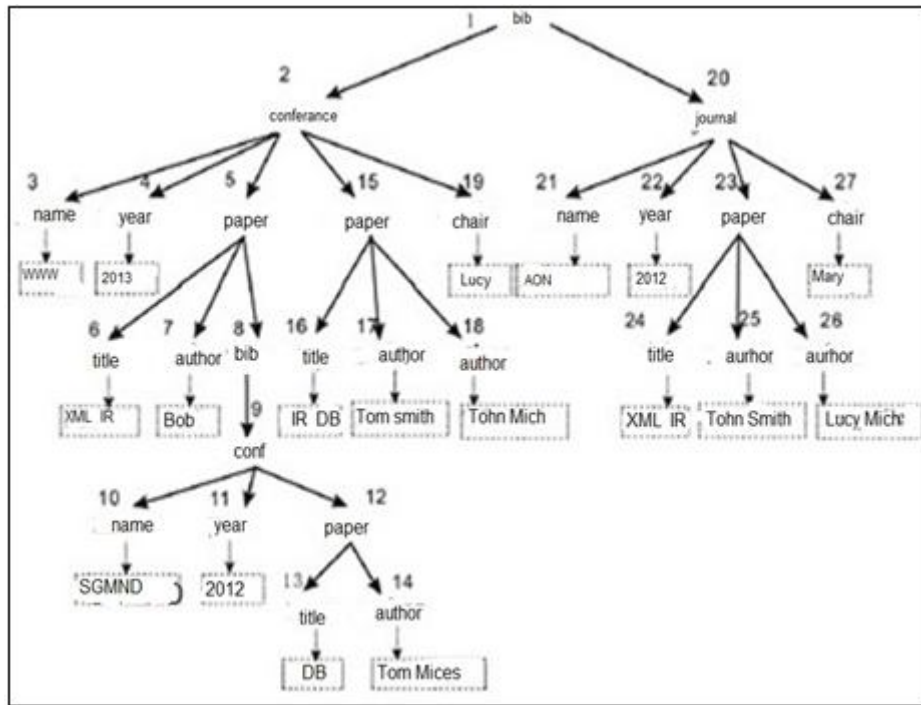 1 bib
2 20
conferance journal
3 4 5 15 19 21 22 23 27
name year paper paper chair name year paper chair
WWW 2013 Lucy AON 2012 Mary
6 7 8 16 17 18 24 25 26
title author bib title author author title aurhor aurhor
XML IR Bob 9 IR DB Tom smith Tohn Mich XML IR Tohn Smith Lucy Mich
conf
10 11 12
name year paper
SGMND 2012 13 14
title author
DB Tom Mices